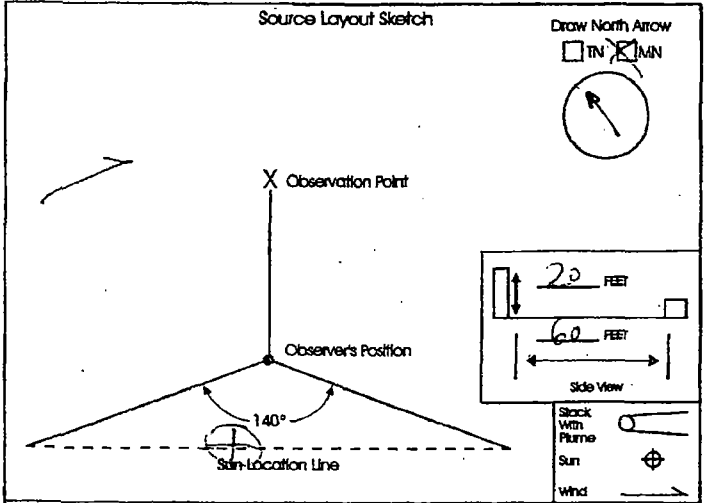 Source Layout Sketch
Draw North Arrow
TN MN
X Observation Point
20 FEET
60 FEET
Side View
Observer's Position
140°
Sun Location Line
Stack
With
Plume
Sun
Wind